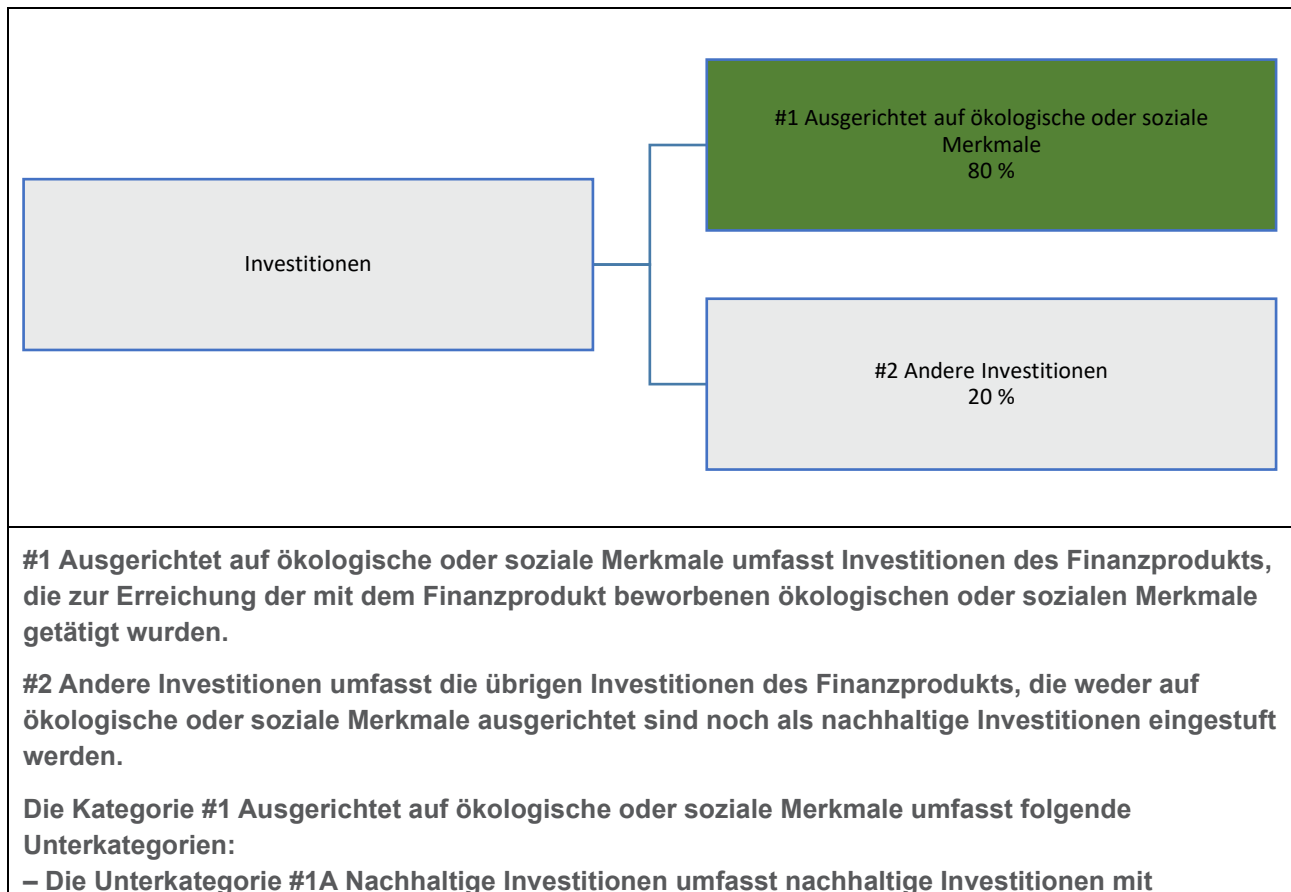 #1 Ausgerichtet auf ökologische oder soziale
Merkmale
80 %
Investitionen
#2 Andere Investitionen
20 %
#1 Ausgerichtet auf ökologische oder soziale Merkmale umfasst Investitionen des Finanzprodukts,
die zur Erreichung der mit dem Finanzprodukt beworbenen ökologischen oder sozialen Merkmale
getätigt wurden.
#2 Andere Investitionen umfasst die übrigen Investitionen des Finanzprodukts, die weder auf
ökologische oder soziale Merkmale ausgerichtet sind noch als nachhaltige Investitionen eingestuft
werden.
Die Kategorie #1 Ausgerichtet auf ökologische oder soziale Merkmale umfasst folgende
Unterkategorien:
– Die Unterkategorie #1A Nachhaltige Investitionen umfasst nachhaltige Investitionen mit